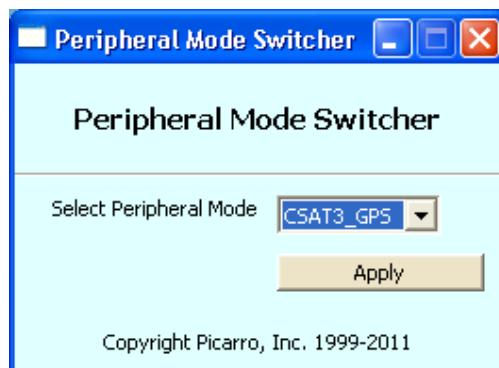 Peripheral Mode Switcher
Peripheral Mode Switcher
Select Peripheral Mode CSAT3_GPS
Apply
Copyright Picarro, Inc. 1999-2011